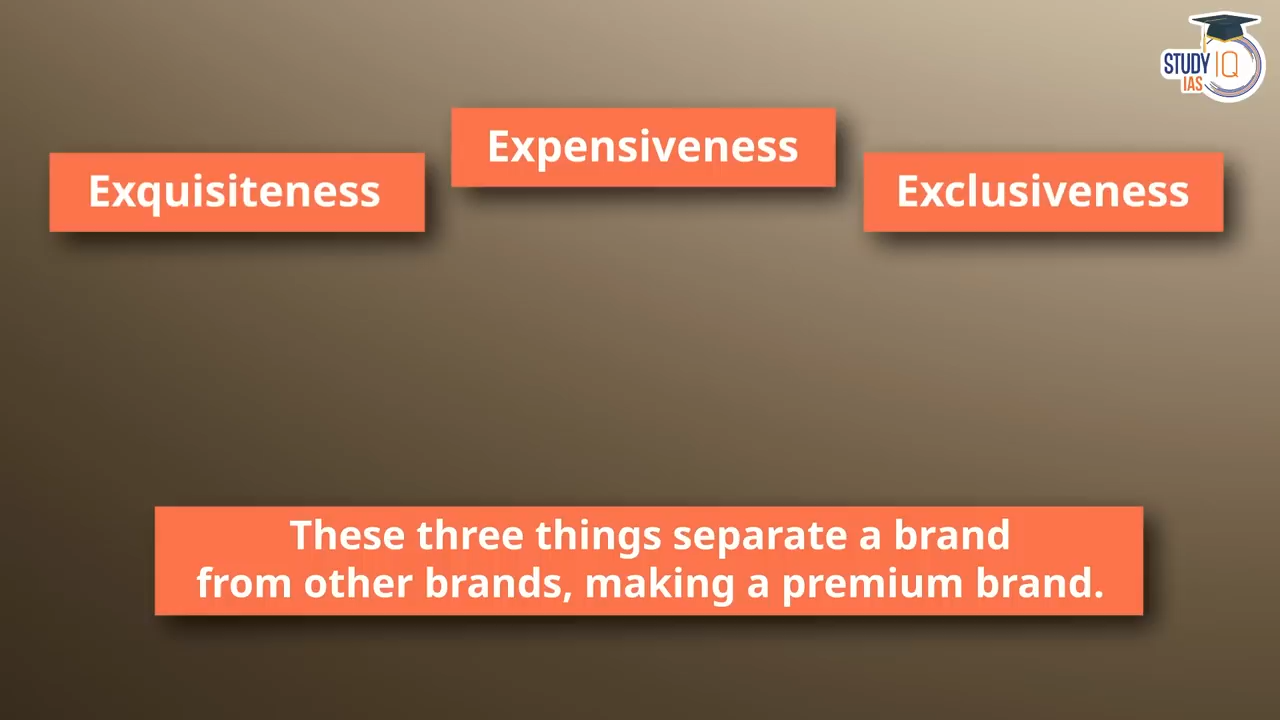 STUDY IQ
IAS
Expensiveness
Exquisiteness
Exclusiveness
These three things separate a brand
from other brands, making a premium brand.